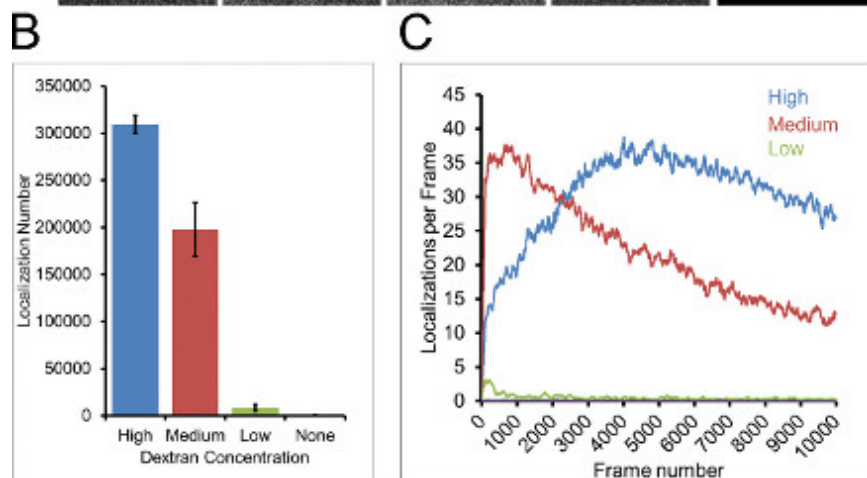 B
350000
300000
250000
200000
150000
100000
50000
0
Localization Number
High Medium Low None
Dextran Concentration
C
45
40
35
30
25
20
15
10
5
0
Localizations per Frame
High
Medium
Low
0 1000 2000 3000 4000 5000 6000 7000 8000 9000 10000
Frame number